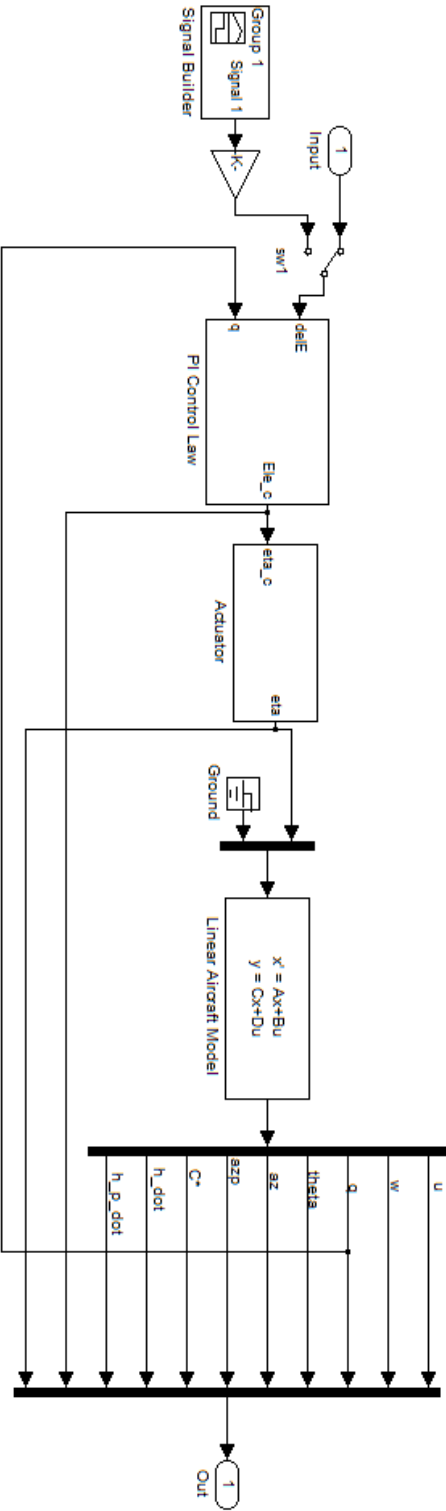 Group 1
Signal 1
Signal Builder
-K-
1
Input
sw1
delE
q
Ele_c
PI Control Law
eta_c
eta
Actuator
Ground
x' = Ax+Bu
y = Cx+Du
Linear Aircraft Model
u
w
q
theta
az
azp
C*
h_dot
h_p_dot
1
Out